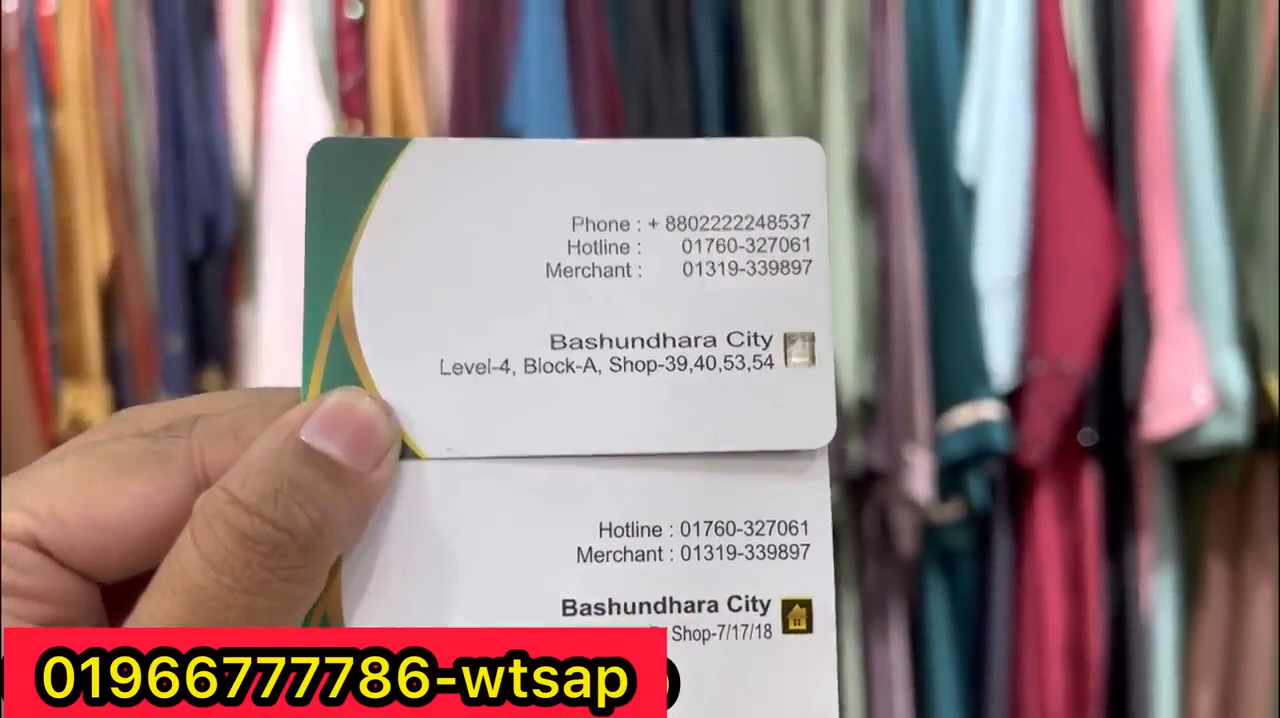 Phone : + 8802222248537
Hotline : 01760-327061
Merchant : 01319-339897
Bashundhara City
Level-4, Block-A, Shop-39,40,53,54
Hotline : 01760-327061
Merchant : 01319-339897
Bashundhara City
Shop-7/17/18
01966777786-wtsap